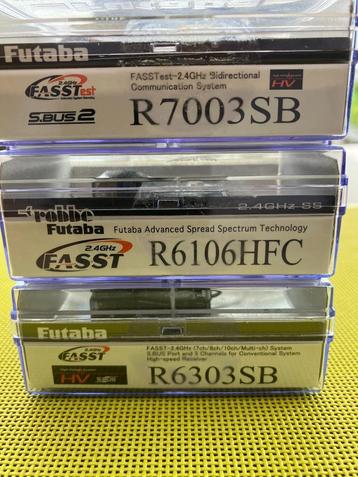 Futaba
FASSTest-2.4GHz Bidirectional
Communication System
HV
2.4GHz
FASSTest
S.BUS2
R7003SB
robbe
Futaba
2.4GHz SS
Futaba Advanced Spread Spectrum Technology
2.4GHz
FASST
R6106HFC
Futaba
FASST-2.4GHz (7ch/8ch/10ch/Multi-ch) System
S.BUS Port and 3 Channels for Conventional System
High-speed Receiver
FASST
HV
R6303SB